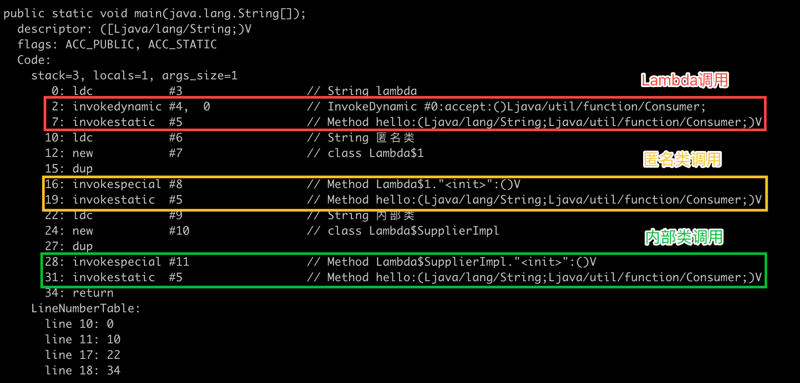 public static void main(java.lang.String[]);
descriptor: ([Ljava/lang/String;)V
flags: ACC_PUBLIC, ACC_STATIC
Code:
stack=3, locals=1, args_size=1
Lambda调用
0: ldc #3 // String lambda
2: invokedynamic #4, 0 // InvokeDynamic #0:accept:()Ljava/util/function/Consumer;
7: invokestatic #5 // Method hello:(Ljava/lang/String;Ljava/util/function/Consumer;)V
10: ldc #6 // String 匿名类
12: new #7 // class Lambda$1
15: dup
匿名类调用
16: invokespecial #8 // Method Lambda$1."<init>":()V
19: invokestatic #5 // Method hello:(Ljava/lang/String;Ljava/util/function/Consumer;)V
22: ldc #9 // String 内部类
24: new #10 // class Lambda$SupplierImpl
27: dup
内部类调用
28: invokespecial #11 // Method Lambda$SupplierImpl."<init>":()V
31: invokestatic #5 // Method hello:(Ljava/lang/String;Ljava/util/function/Consumer;)V
34: return
LineNumberTable:
line 10: 0
line 11: 10
line 17: 22
line 18: 34